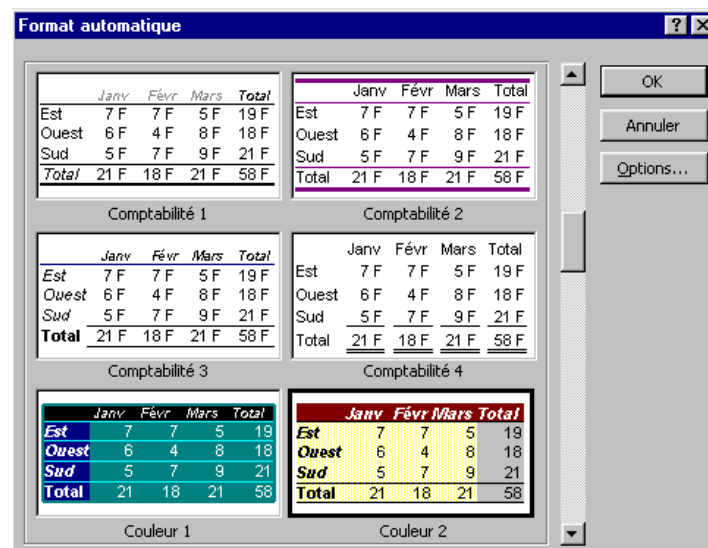 Format automatique
Janv Févr Mars Total
Est 7 F 7 F 5 F 19 F
Ouest 6 F 4 F 8 F 18 F
Sud 5 F 7 F 9 F 21 F
Total 21 F 18 F 21 F 58 F
Comptabilité 1
Janv Févr Mars Total
Est 7 F 7 F 5 F 19 F
Ouest 6 F 4 F 8 F 18 F
Sud 5 F 7 F 9 F 21 F
Total 21 F 18 F 21 F 58 F
Comptabilité 2
OK
Annuler
Options...
Janv Févr Mars Total
Est 7 F 7 F 5 F 19 F
Ouest 6 F 4 F 8 F 18 F
Sud 5 F 7 F 9 F 21 F
Total 21 F 18 F 21 F 58 F
Comptabilité 3
Janv Févr Mars Total
Est 7 F 7 F 5 F 19 F
Ouest 6 F 4 F 8 F 18 F
Sud 5 F 7 F 9 F 21 F
Total 21 F 18 F 21 F 58 F
Comptabilité 4
Janv Févr Mars Total
Est 7 7 5 19
Ouest 6 4 8 18
Sud 5 7 9 21
Total 21 18 21 58
Couleur 1
Janv Févr Mars Total
Est 7 7 5 19
Ouest 6 4 8 18
Sud 5 7 9 21
Total 21 18 21 58
Couleur 2